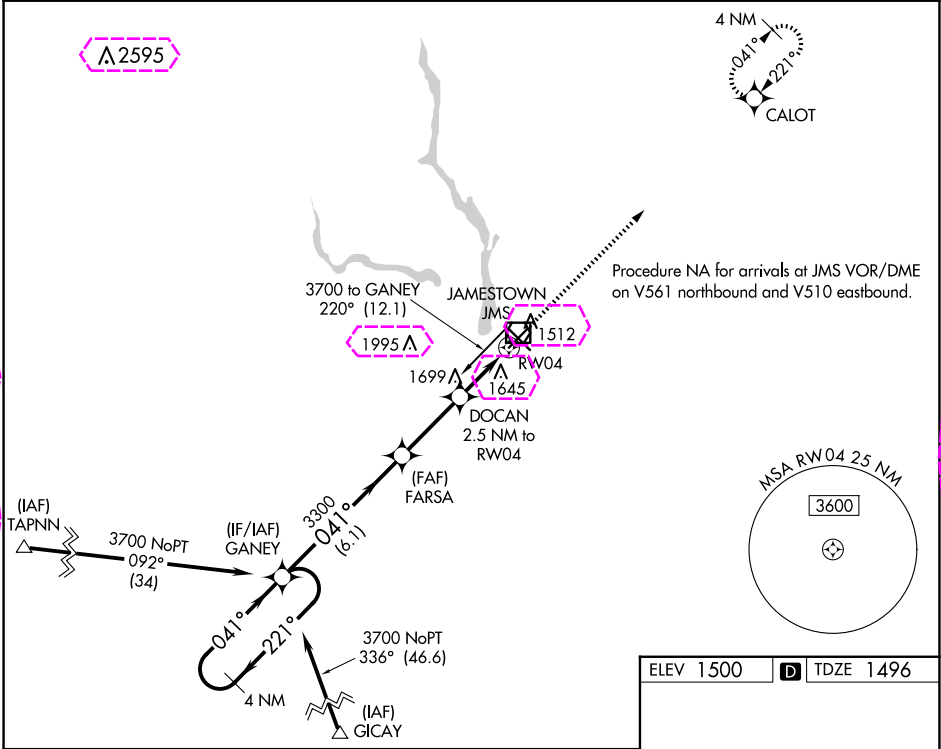 2595
4 NM
041°
221°
CALOT
Procedure NA for arrivals at JMS VOR/DME
on V561 northbound and V510 eastbound.
3700 to GANEY
220° (12.1)
JAMESTOWN
JMS
1512
1995
RW04
1699
1645
DOCAN
2.5 NM to
RW04
(FAF)
FARSA
MSA RW04 25 NM
3600
(IAF)
TAPNN
3700 NoPT
092°
(34)
(IF/IAF)
GANEY
3300
041°
(6.1)
041°
221°
4 NM
3700 NoPT
336° (46.6)
(IAF)
GICAY
ELEV 1500 D TDZE 1496